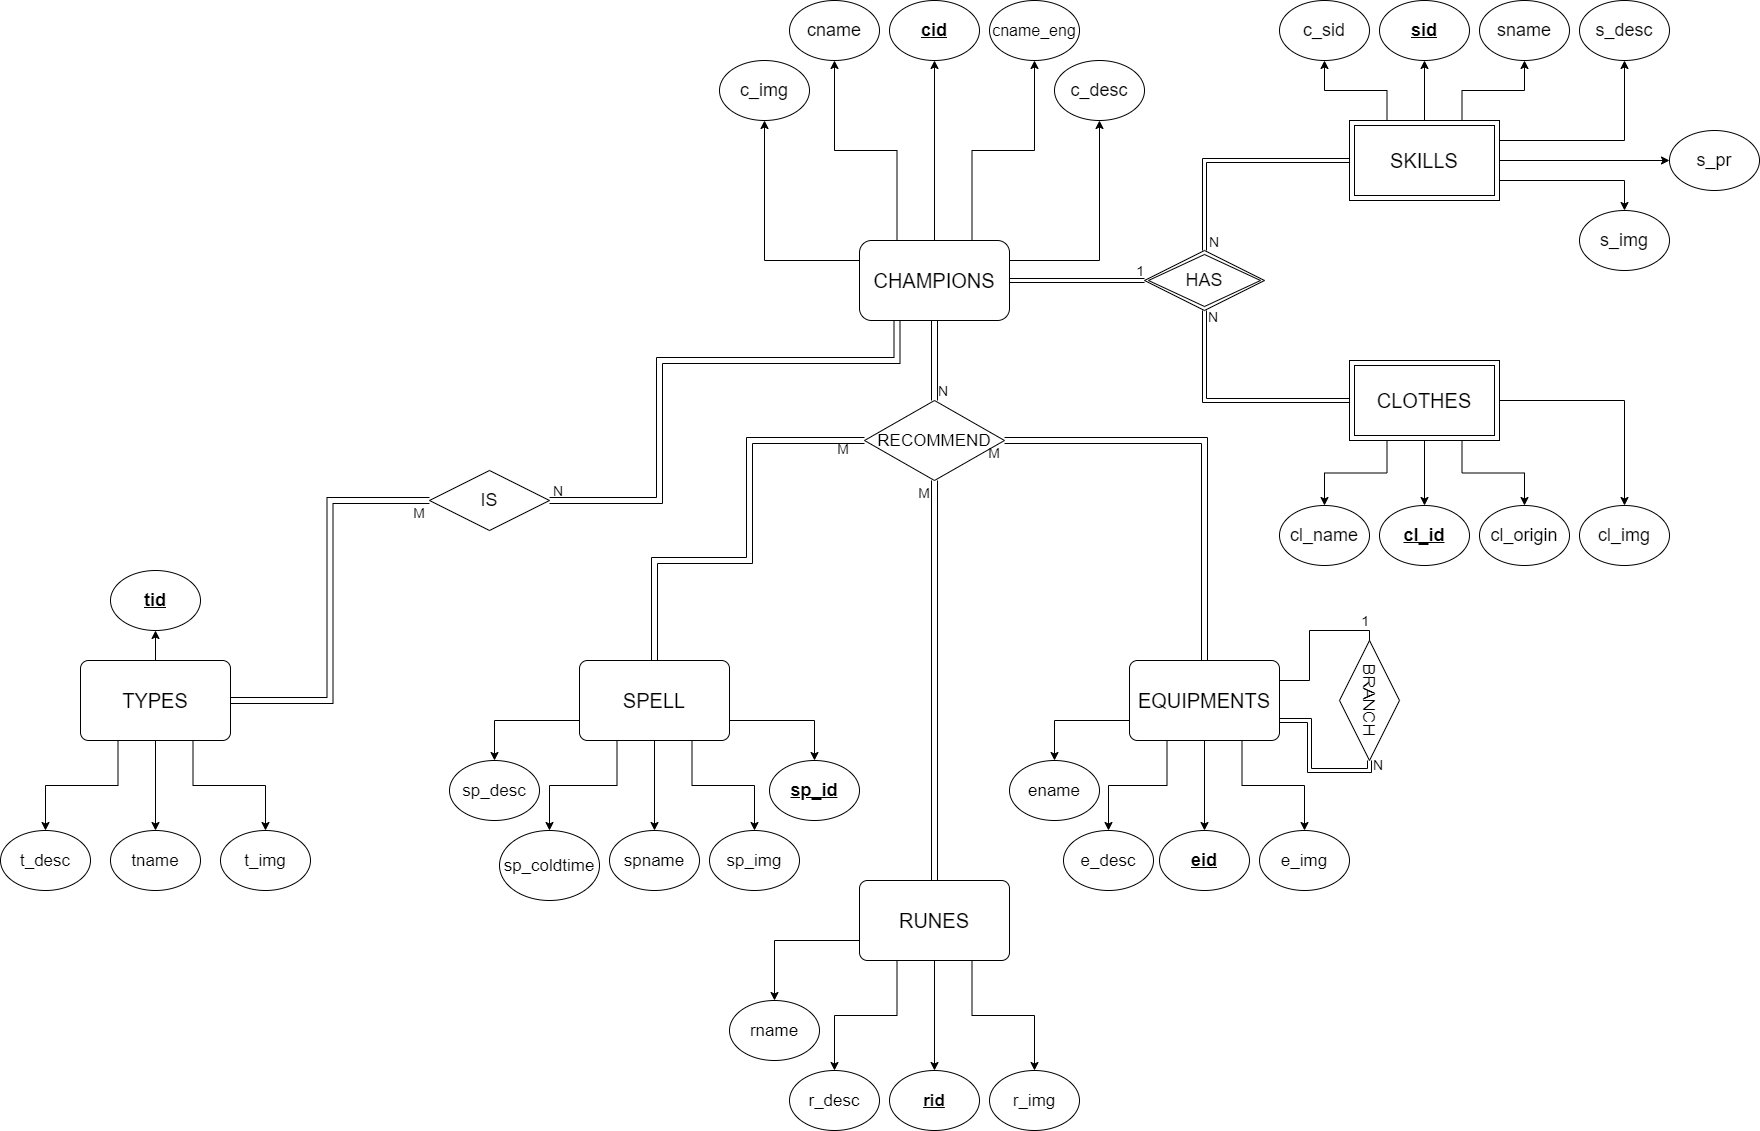 cname
cid
cname_eng
c_sid
sid
sname
s_desc
c_img
c_desc
SKILLS
s_pr
s_img
N
CHAMPIONS
1
HAS
N
N
CLOTHES
RECOMMEND
M
M
IS
N
M
M
cl_name
cl_id
cl_origin
cl_img
tid
1
TYPES
SPELL
EQUIPMENTS
BRANCH
N
sp_desc
sp_id
ename
t_desc
tname
t_img
sp_coldtime
spname
sp_img
e_desc
eid
e_img
RUNES
rname
r_desc
rid
r_img